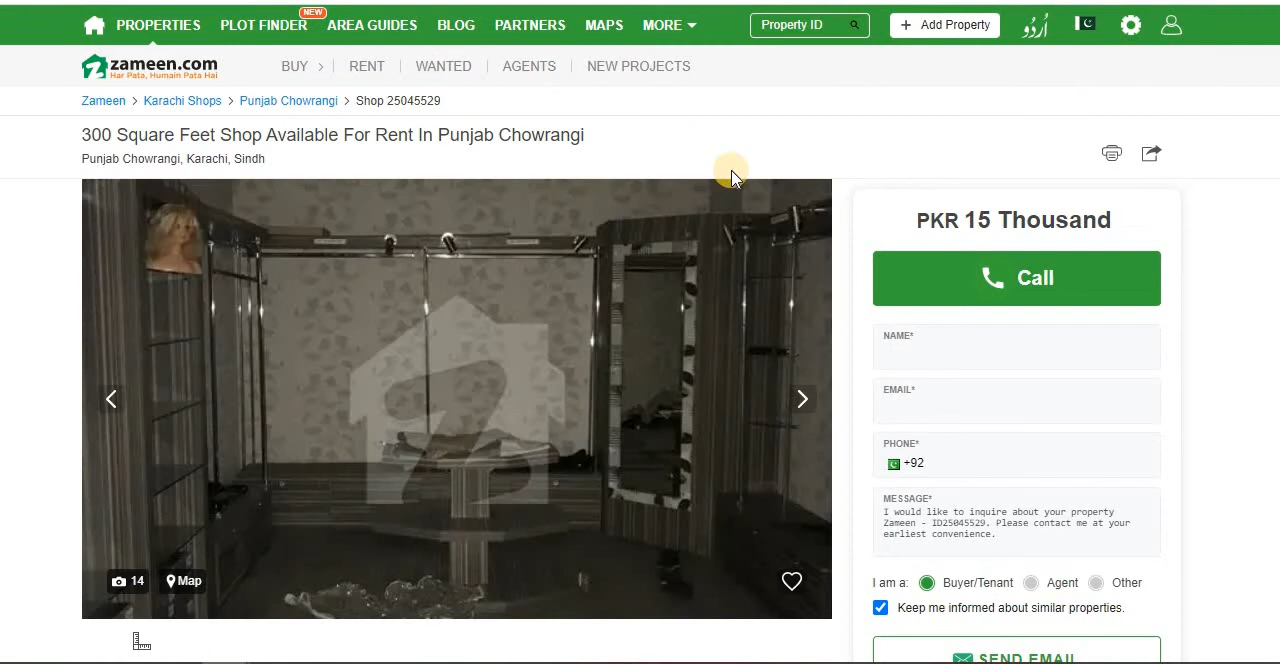 PROPERTIES PLOT FINDER NEW AREA GUIDES BLOG PARTNERS MAPS MORE Property ID + Add Property اُردُو
zameen.com
Har Pata, Humain Pata Hai
BUY RENT WANTED AGENTS NEW PROJECTS
Zameen > Karachi Shops > Punjab Chowrangi > Shop 25045529
300 Square Feet Shop Available For Rent In Punjab Chowrangi
Punjab Chowrangi, Karachi, Sindh
PKR 15 Thousand
Call
NAME*
EMAIL*
PHONE*
+92
MESSAGE*
I would like to inquire about your property
Zameen - ID25045529. Please contact me at your
earliest convenience.
14 Map
I am a: Buyer/Tenant Agent Other
Keep me informed about similar properties.
SEND EMAIL